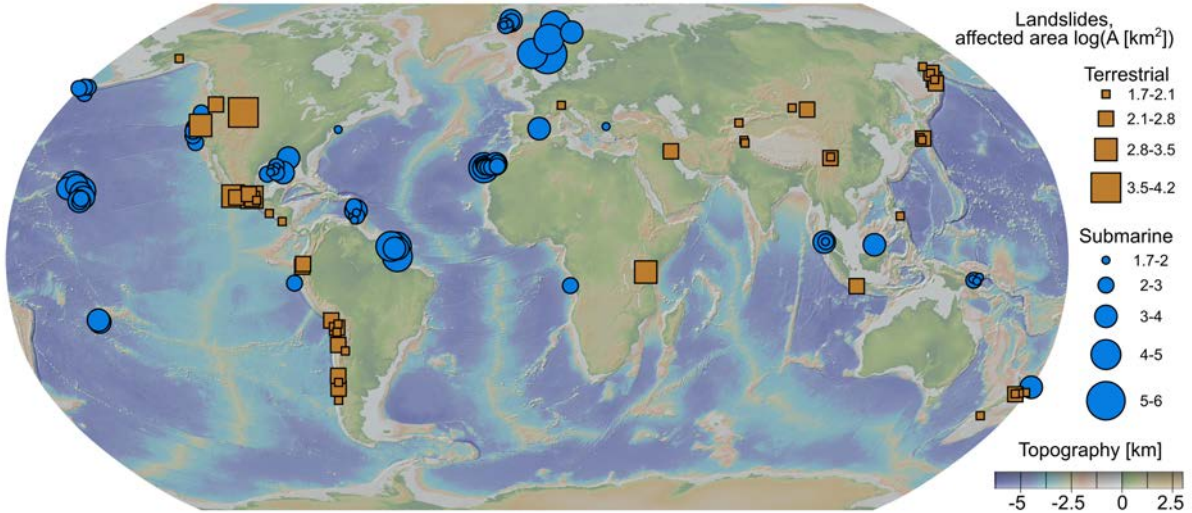 Landslides,
affected area log(A [km²])
Terrestrial
1.7-2.1
2.1-2.8
2.8-3.5
3.5-4.2
Submarine
1.7-2
2-3
3-4
4-5
5-6
Topography [km]
-5 -2.5 0 2.5